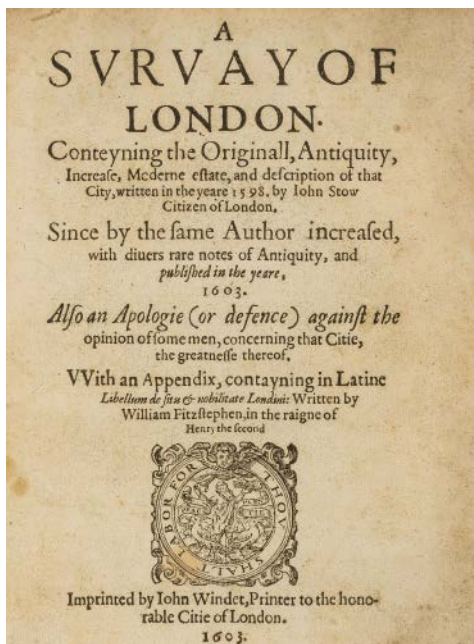 A
SVRVAY OF
LONDON.
Conteyning the Originall, Antiquity,
Increaſe, Moderne eſtate, and deſcription of that
City, written in the yeare 1598. by Iohn Stow
Citizen of London.
Since by the ſame Author increaſed,
with diuers rare notes of Antiquity, and
publiſhed in the yeare,
1603.
Alſo an Apologie (or defence) againſt the
opinion of ſome men, concerning that Citie,
the greatneſſe thereof.
VVith an Appendix, contayning in Latine
Libellum de ſitu & nobilitate Londini: Written by
William Fitzſtephen, in the raigne of
Henry the ſecond
THOV SHALT LABOR FOR
Imprinted by Iohn Windet, Printer to the hono-
rable Citie of London.
1603.